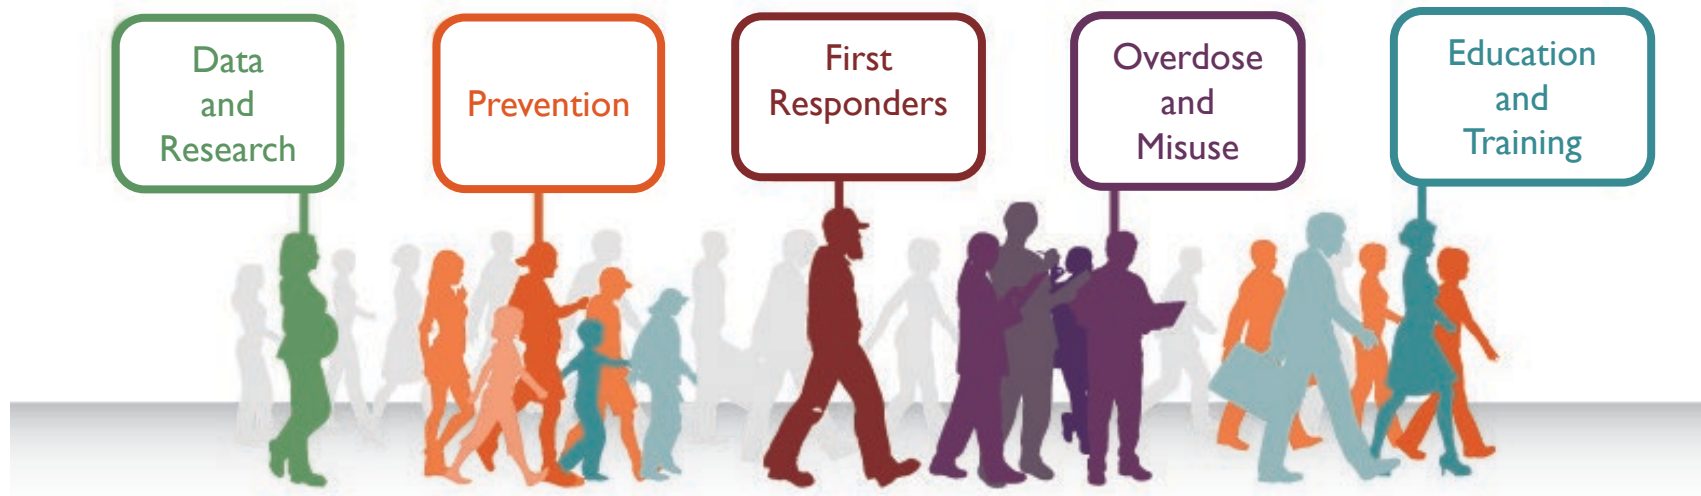 Data
and
Research
Prevention
First
Responders
Overdose
and
Misuse
Education
and
Training